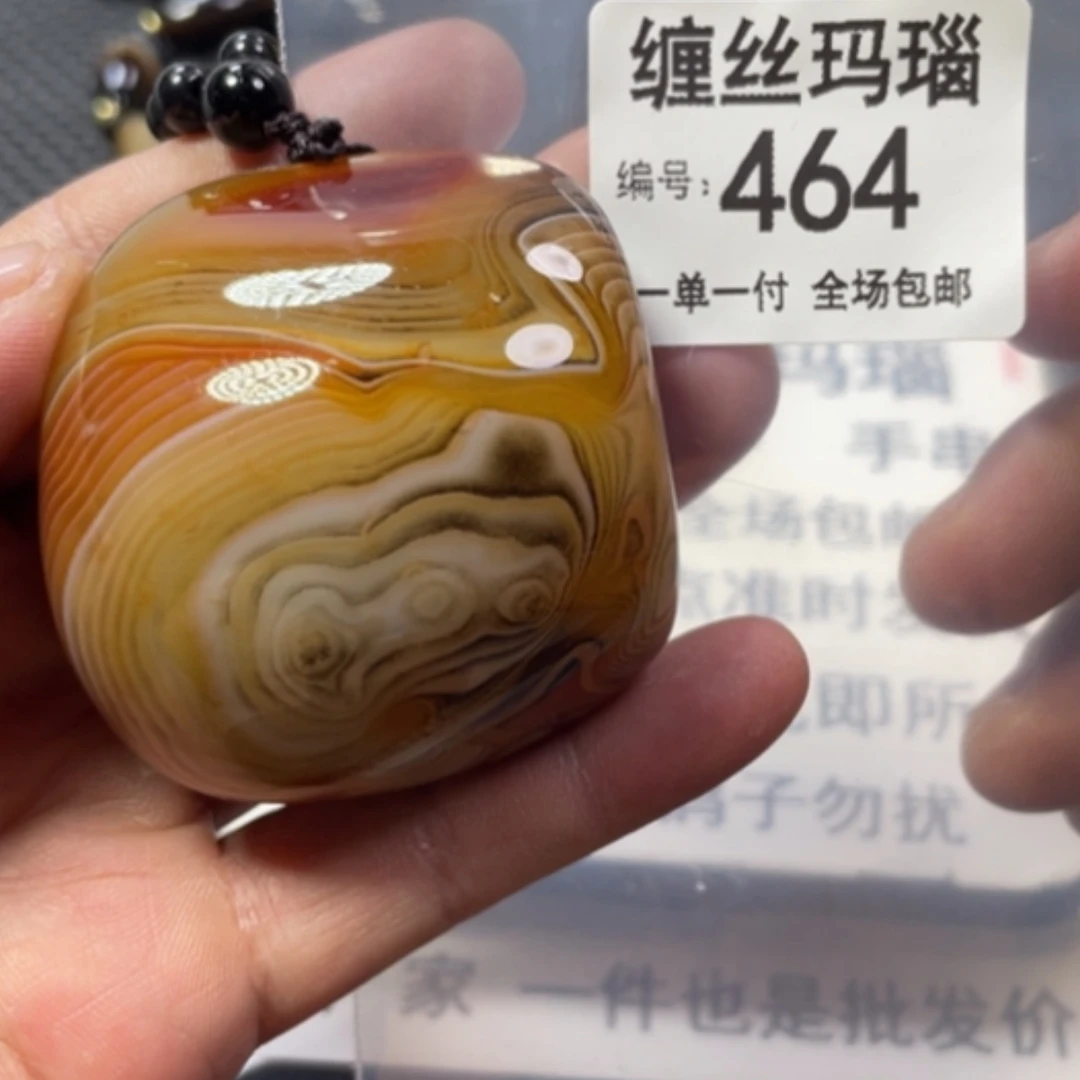 缠丝玛瑙
编号:464
一单一付 全场包邮
玛瑙
手串
全场包邮
准时发
即所
子勿扰
家 一件也是批发价